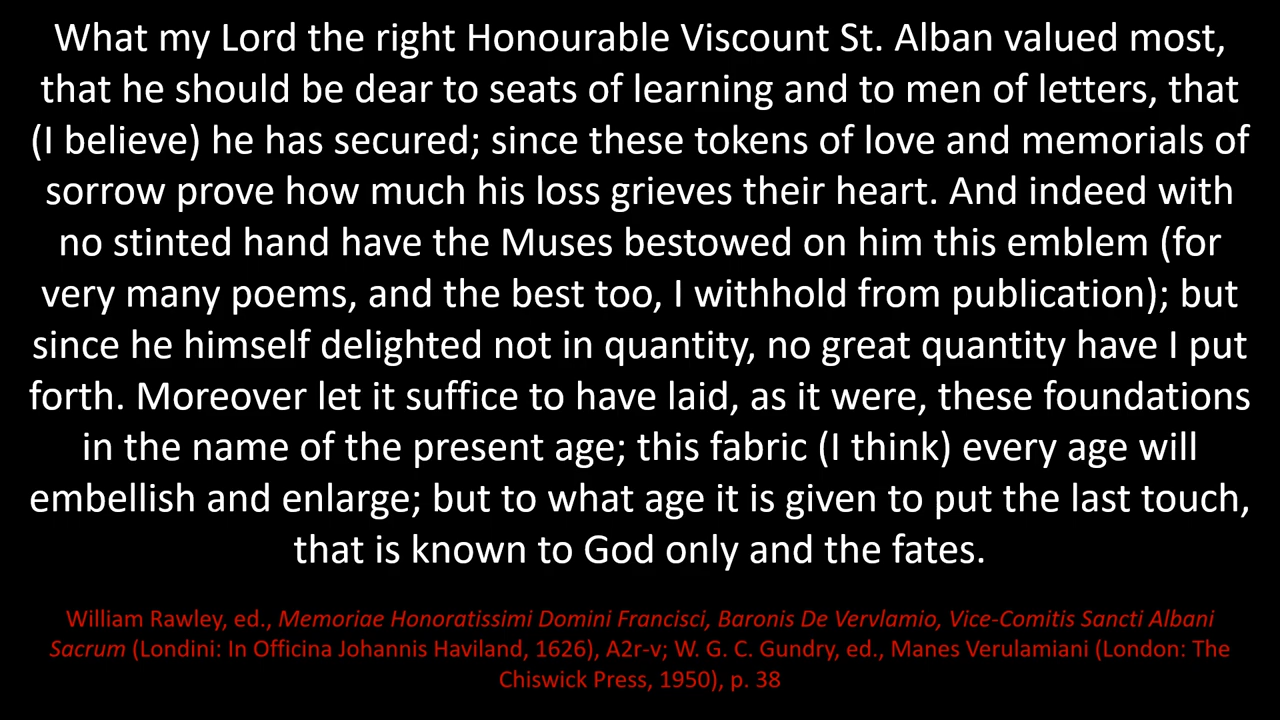 What my Lord the right Honourable Viscount St. Alban valued most,
that he should be dear to seats of learning and to men of letters, that
(I believe) he has secured; since these tokens of love and memorials of
sorrow prove how much his loss grieves their heart. And indeed with
no stinted hand have the Muses bestowed on him this emblem (for
very many poems, and the best too, I withhold from publication); but
since he himself delighted not in quantity, no great quantity have I put
forth. Moreover let it suffice to have laid, as it were, these foundations
in the name of the present age; this fabric (I think) every age will
embellish and enlarge; but to what age it is given to put the last touch,
that is known to God only and the fates.
William Rawley, ed., Memoriae Honoratissimi Domini Francisci, Baronis De Vervlamio, Vice-Comitis Sancti Albani
Sacrum (Londini: In Officina Johannis Haviland, 1626), A2r-v; W. G. C. Gundry, ed., Manes Verulamiani (London: The
Chiswick Press, 1950), p. 38